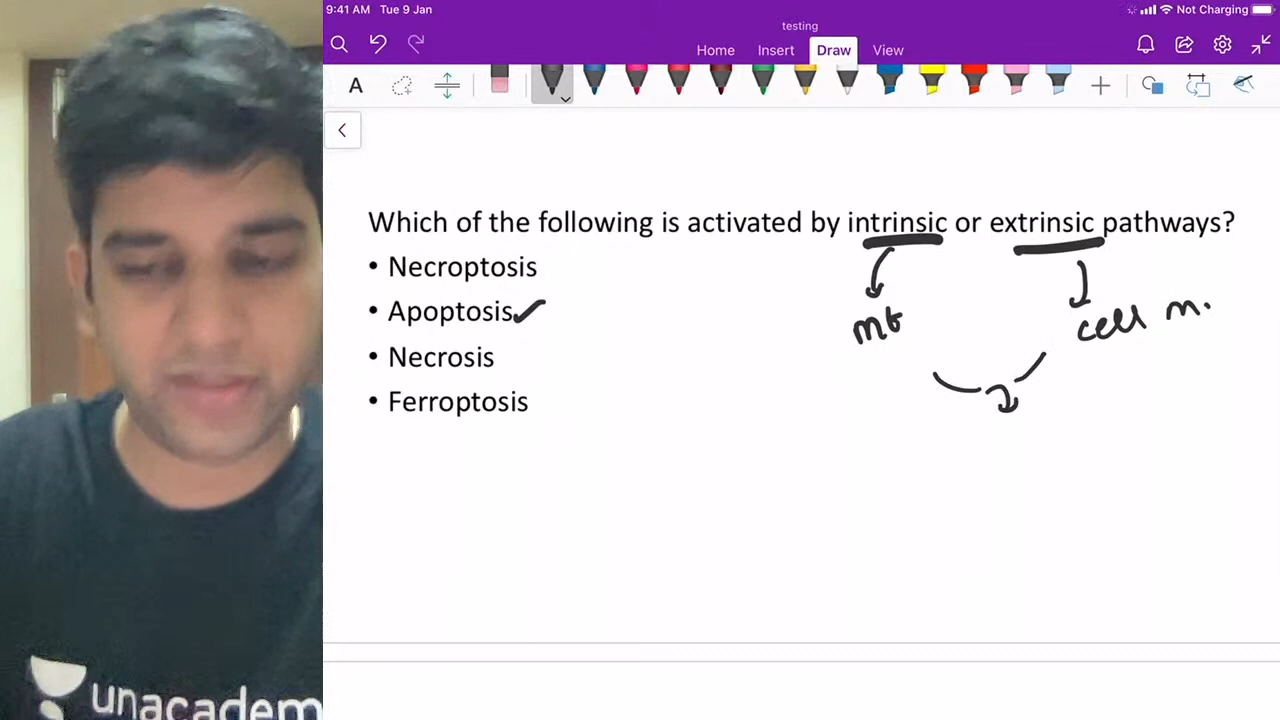 9:41 AM Tue 9 Jan
Not Charging
testing
Home Insert Draw View
A
Which of the following is activated by intrinsic or extrinsic pathways?
• Necroptosis
• Apoptosis✓
mt
cell m.
• Necrosis
• Ferroptosis
unacadem